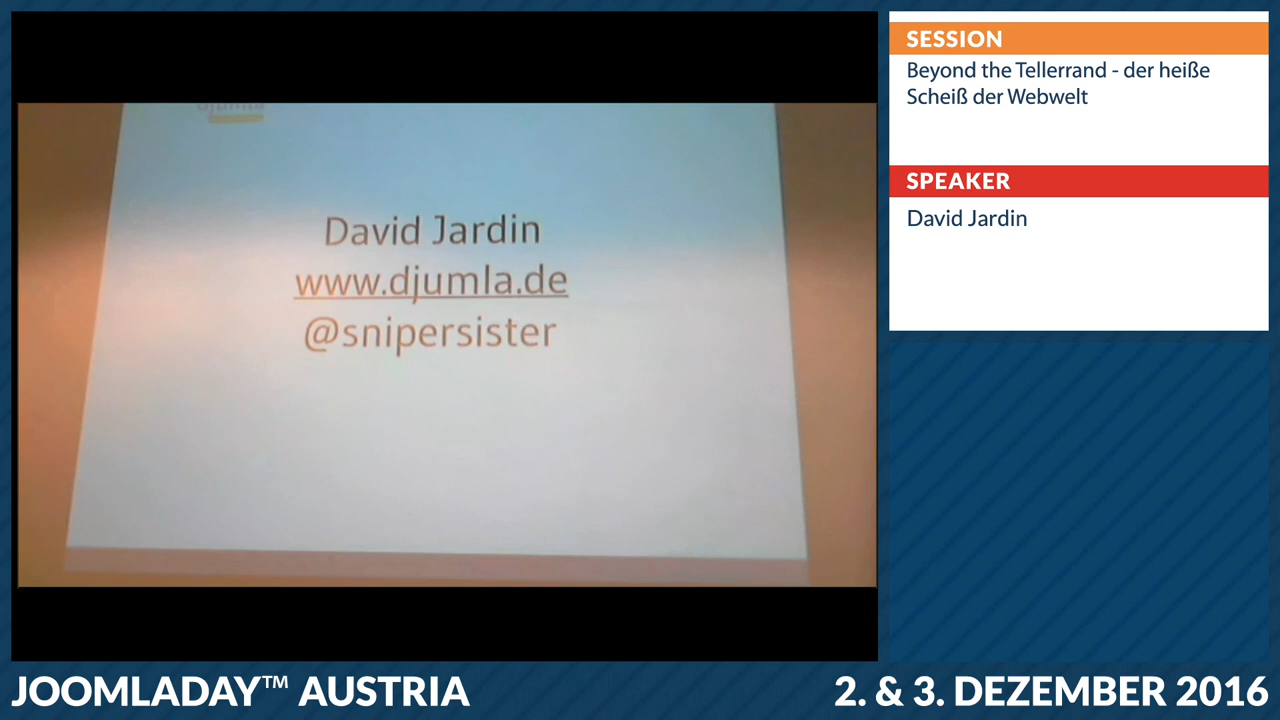 djumla
David Jardin
www.djumla.de
@snipersister
SESSION
Beyond the Tellerrand - der heiße
Scheiß der Webwelt
SPEAKER
David Jardin
JOOMLADAY™ AUSTRIA
2. & 3. DEZEMBER 2016